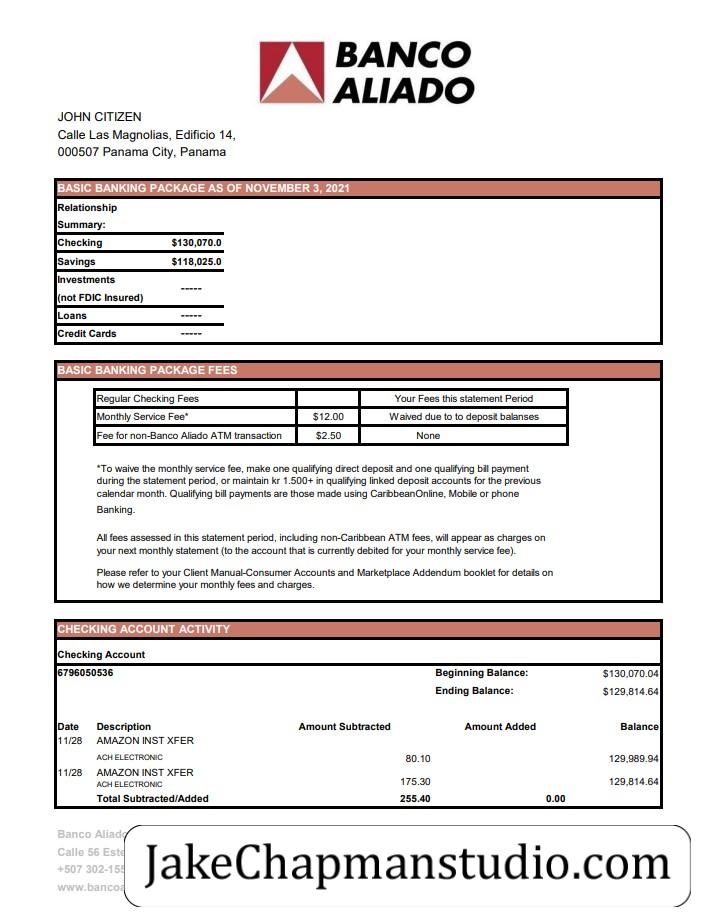 BANCO
ALIADO
JOHN CITIZEN
Calle Las Magnolias, Edificio 14,
000507 Panama City, Panama
BASIC BANKING PACKAGE AS OF NOVEMBER 3, 2021
Relationship
Summary:
Checking $130,070.0
Savings $118,025.0
Investments
(not FDIC Insured) -----
Loans -----
Credit Cards -----
BASIC BANKING PACKAGE FEES
Regular Checking Fees Your Fees this statement Period
Monthly Service Fee* $12.00 Waived due to to deposit balanses
Fee for non-Banco Aliado ATM transaction $2.50 None
*To waive the monthly service fee, make one qualifying direct deposit and one qualifying bill payment
during the statement period, or maintain kr 1.500+ in qualifying linked deposit accounts for the previous
calendar month. Qualifying bill payments are those made using CaribbeanOnline, Mobile or phone
Banking.
All fees assessed in this statement period, including non-Caribbean ATM fees, will appear as charges on
your next monthly statement (to the account that is currently debited for your monthly service fee).
Please refer to your Client Manual-Consumer Accounts and Marketplace Addendum booklet for details on
how we determine your monthly fees and charges.
CHECKING ACCOUNT ACTIVITY
Checking Account
6796050536 Beginning Balance: $130,070.04
Ending Balance: $129,814.64
Date Description Amount Subtracted Amount Added Balance
11/28 AMAZON INST XFER
ACH ELECTRONIC 80.10 129,989.94
11/28 AMAZON INST XFER
ACH ELECTRONIC 175.30 129,814.64
Total Subtracted/Added 255.40 0.00
Banco Aliado
Calle 56 Este
+507 302-155
www.bancoa
JakeChapmanstudio.com